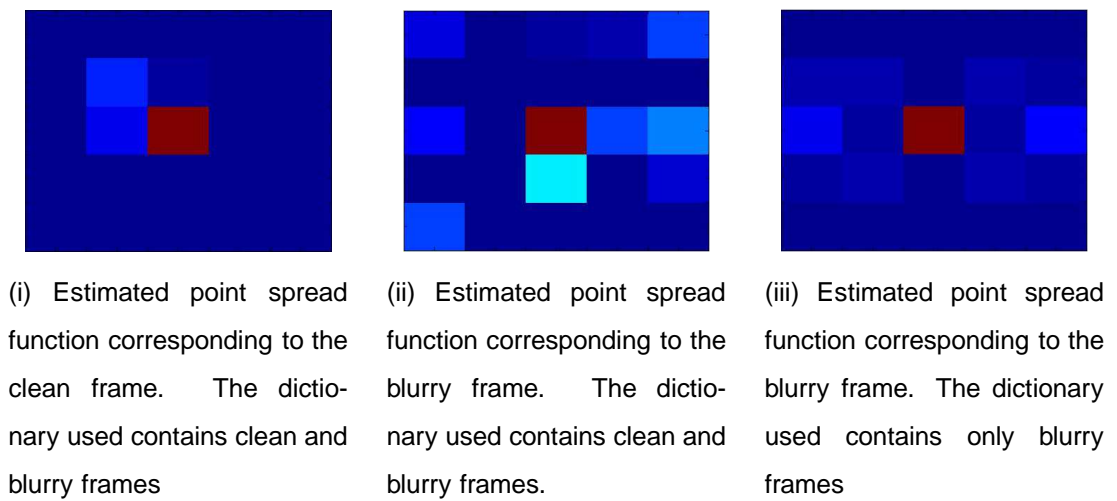 (i) Estimated point spread
function corresponding to the
clean frame. The dictio-
nary used contains clean and
blurry frames
(ii) Estimated point spread
function corresponding to the
blurry frame. The dictio-
nary used contains clean and
blurry frames.
(iii) Estimated point spread
function corresponding to the
blurry frame. The dictionary
used contains only blurry
frames